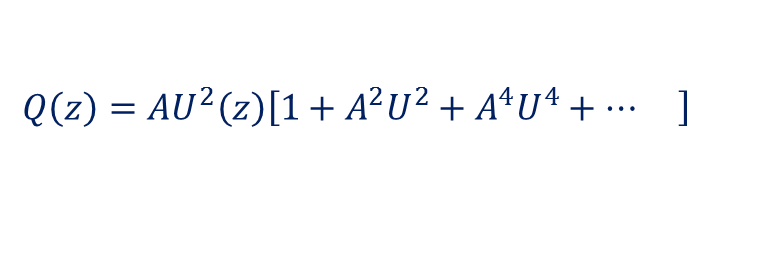 Q(z) = AU²(z)[1 + A²U² + A⁴U⁴ + ⋯ ]